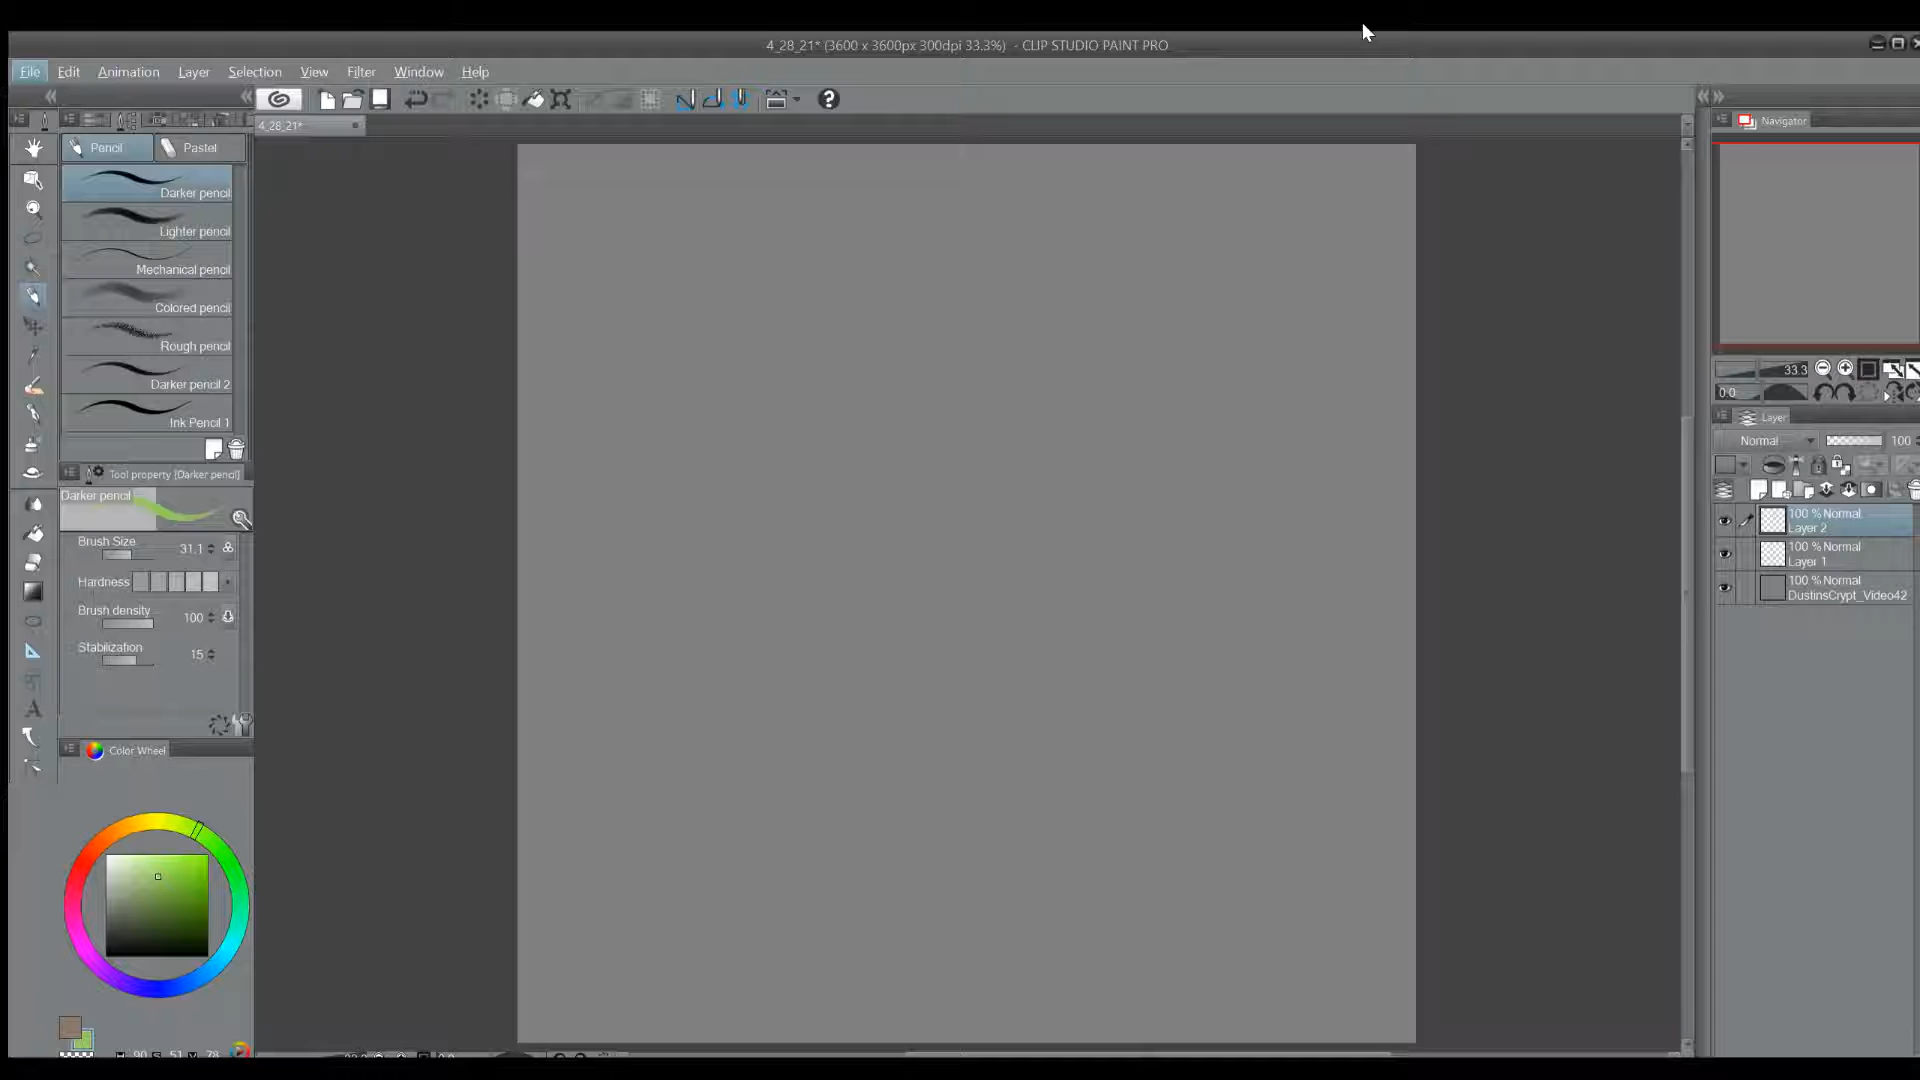 4_28_21* (3600 x 3600px 300dpi 33.3%) - CLIP STUDIO PAINT PRO
File Edit Animation Layer Selection View Filter Window Help
4_28_21*
Pencil Pastel
Darker pencil
Lighter pencil
Mechanical pencil
Colored pencil
Rough pencil
Darker pencil 2
Ink Pencil 1
Tool property [Darker pencil]
Darker pencil
Brush Size 31.1
Hardness
Brush density 100
Stabilization 15
Color Wheel
90 51 78
Navigator
33.3
0.0
Layer
Normal 100
100 % Normal
Layer 2
100 % Normal
Layer 1
100 % Normal
DustinsCrypt_Video42